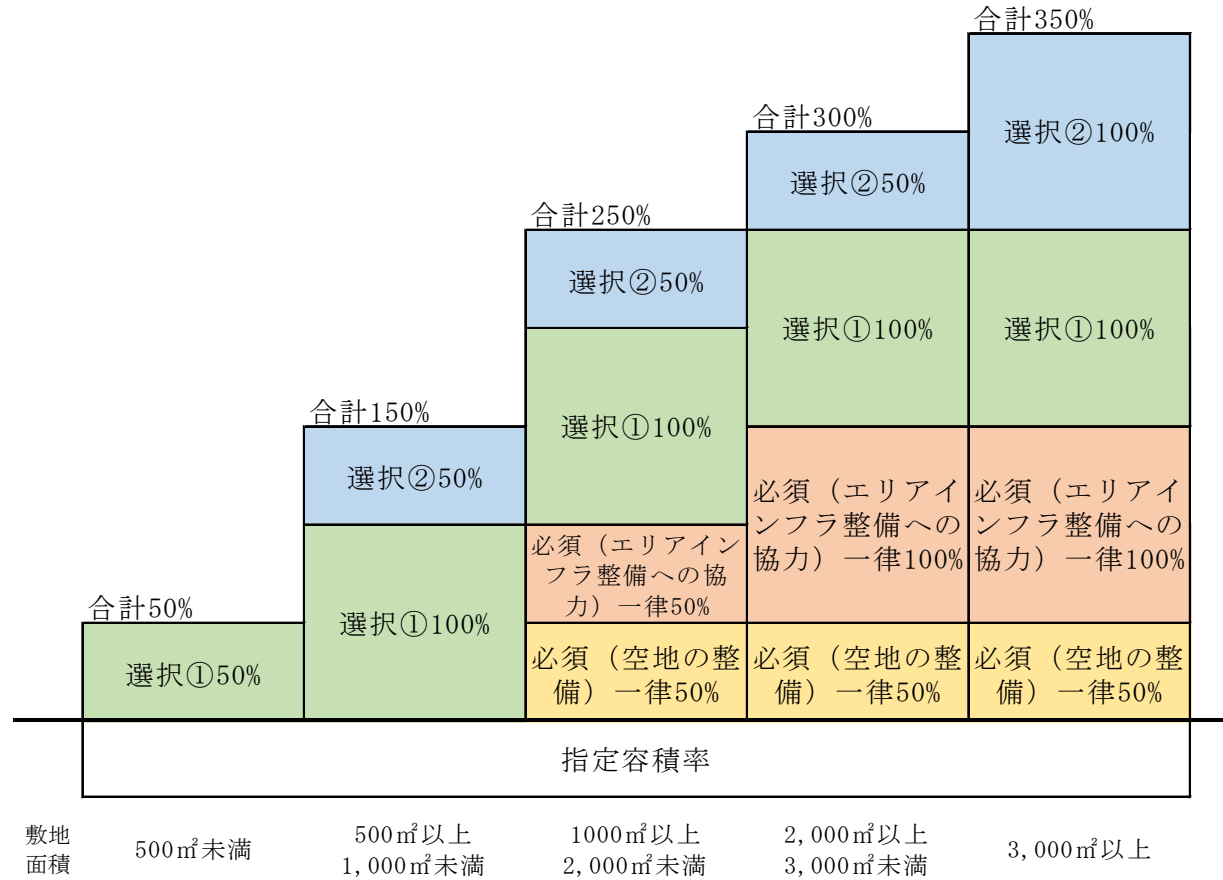 合計350%
選択②100%
選択①100%
必須（エリアイ
ンフラ整備への
協力）一律100%
必須（空地の整
備）一律50%
合計300%
選択②50%
選択①100%
必須（エリアイ
ンフラ整備への
協力）一律100%
必須（空地の整
備）一律50%
合計250%
選択②50%
選択①100%
必須（エリアイン
フラ整備への協
力）一律50%
必須（空地の整
備）一律50%
合計150%
選択②50%
選択①100%
合計50%
選択①50%
指定容積率
敷地
面積
500㎡未満
500㎡以上
1,000㎡未満
1000㎡以上
2,000㎡未満
2,000㎡以上
3,000㎡未満
3,000㎡以上